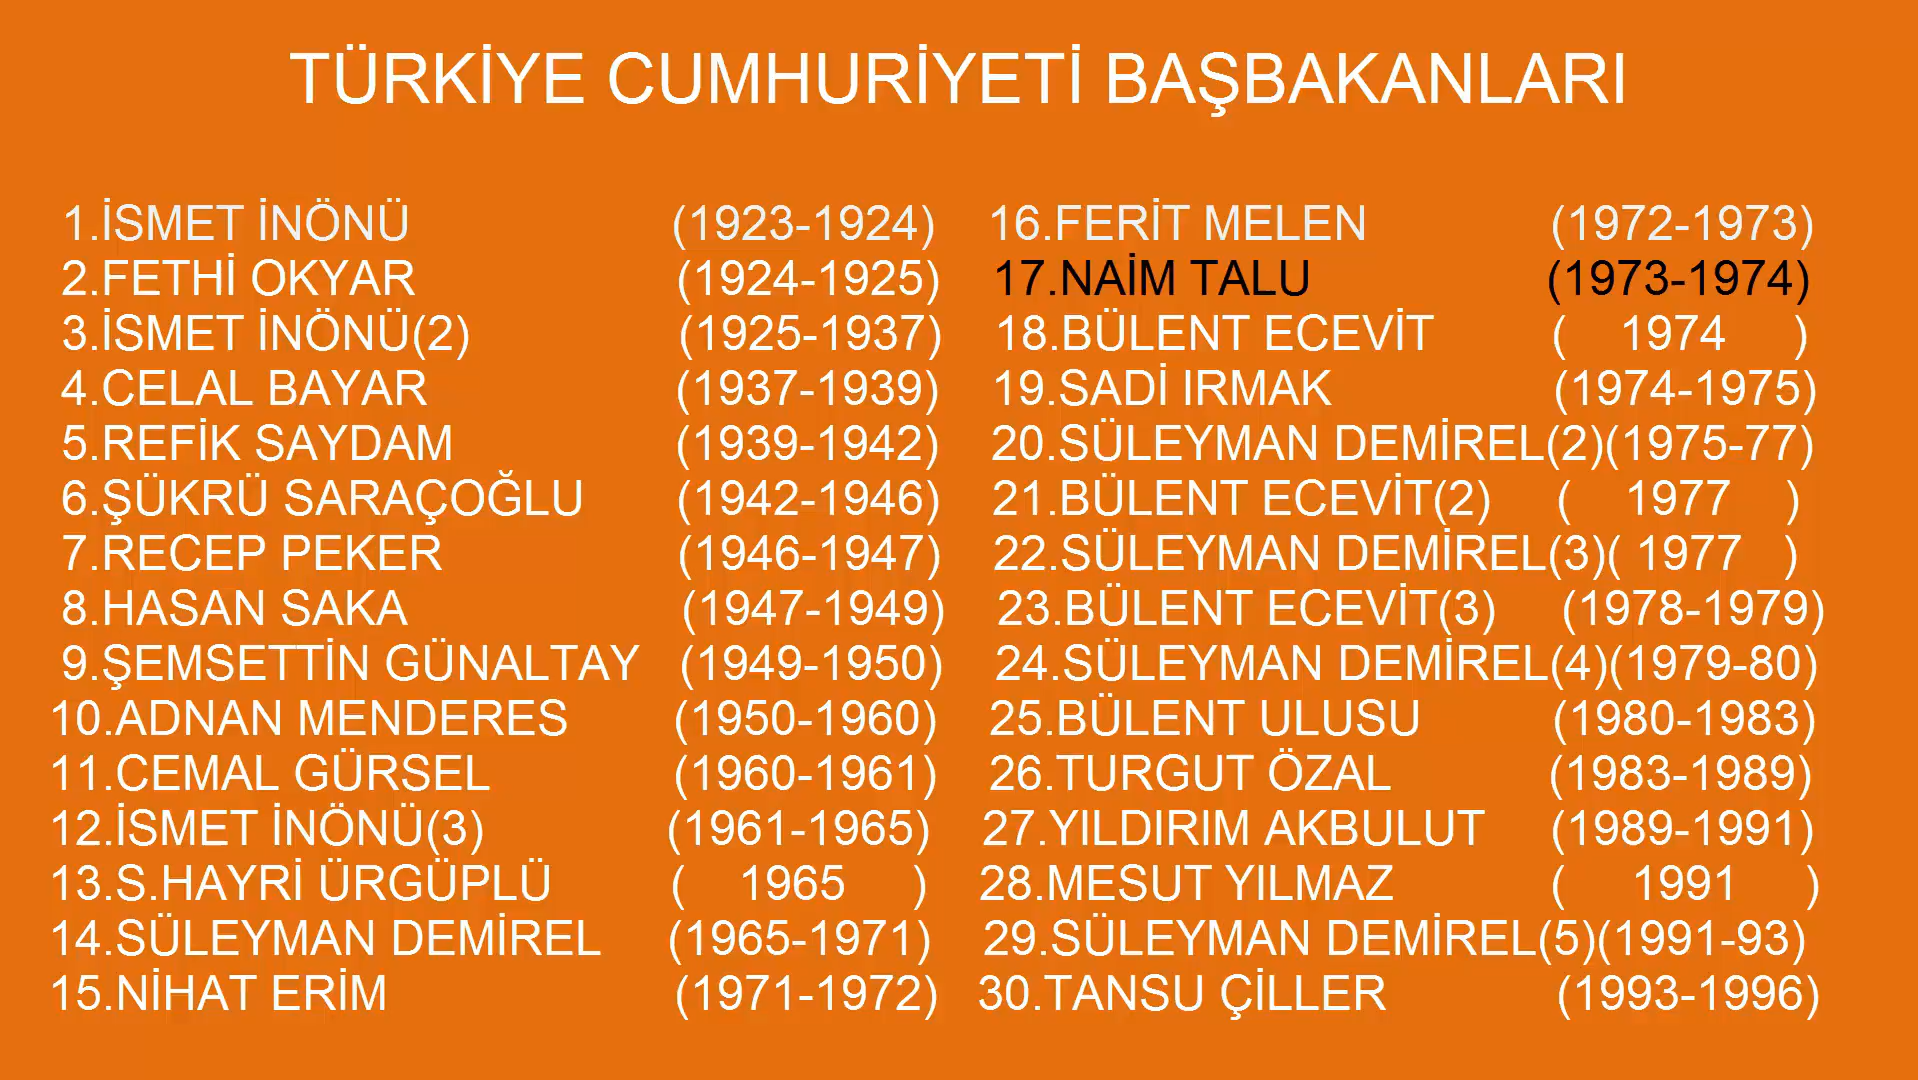 TÜRKİYE CUMHURİYETİ BAŞBAKANLARI
1.İSMET İNÖNÜ (1923-1924)
2.FETHİ OKYAR (1924-1925)
3.İSMET İNÖNÜ(2) (1925-1937)
4.CELAL BAYAR (1937-1939)
5.REFİK SAYDAM (1939-1942)
6.ŞÜKRÜ SARAÇOĞLU (1942-1946)
7.RECEP PEKER (1946-1947)
8.HASAN SAKA (1947-1949)
9.ŞEMSETTİN GÜNALTAY (1949-1950)
10.ADNAN MENDERES (1950-1960)
11.CEMAL GÜRSEL (1960-1961)
12.İSMET İNÖNÜ(3) (1961-1965)
13.S.HAYRİ ÜRGÜPLÜ ( 1965 )
14.SÜLEYMAN DEMİREL (1965-1971)
15.NİHAT ERİM (1971-1972)
16.FERİT MELEN (1972-1973)
17.NAİM TALU (1973-1974)
18.BÜLENT ECEVİT ( 1974 )
19.SADİ IRMAK (1974-1975)
20.SÜLEYMAN DEMİREL(2)(1975-77)
21.BÜLENT ECEVİT(2) ( 1977 )
22.SÜLEYMAN DEMİREL(3)( 1977 )
23.BÜLENT ECEVİT(3) (1978-1979)
24.SÜLEYMAN DEMİREL(4)(1979-80)
25.BÜLENT ULUSU (1980-1983)
26.TURGUT ÖZAL (1983-1989)
27.YILDIRIM AKBULUT (1989-1991)
28.MESUT YILMAZ ( 1991 )
29.SÜLEYMAN DEMİREL(5)(1991-93)
30.TANSU ÇİLLER (1993-1996)